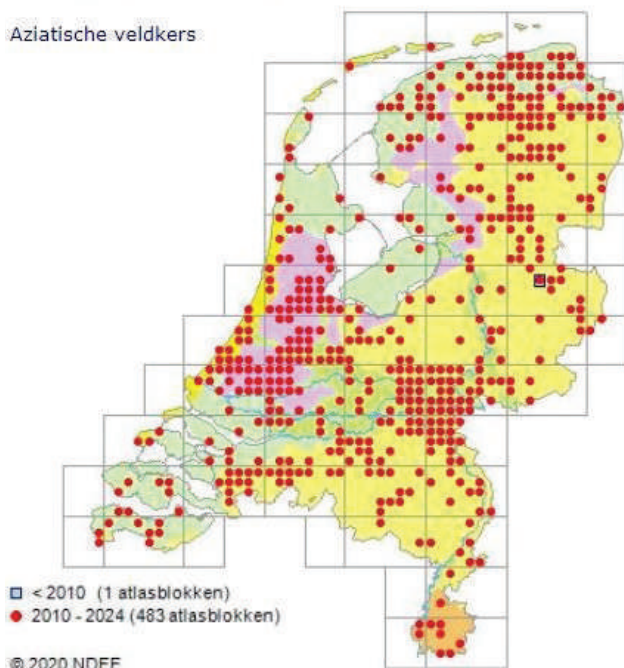 Aziatische veldkers
< 2010 (1 atlasblokken)
2010 - 2024 (483 atlasblokken)
© 2020 NDFF